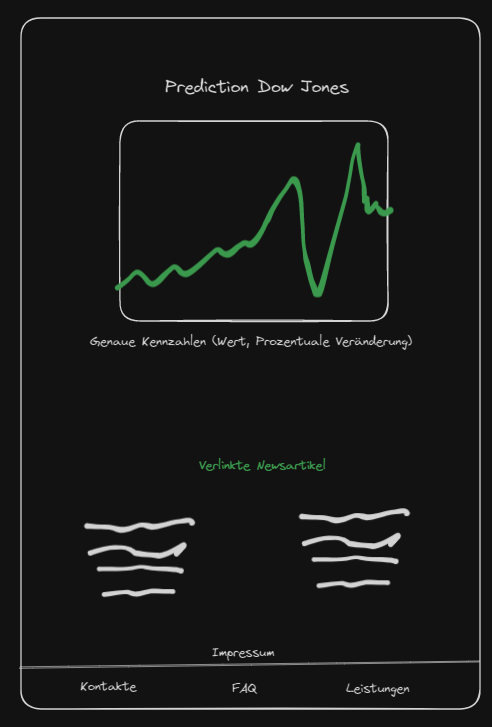 Prediction Dow Jones
Genaue Kennzahlen (Wert, Prozentuale Veränderung)
Verlinkte Newsartikel
Impressum
Kontakte FAQ Leistungen